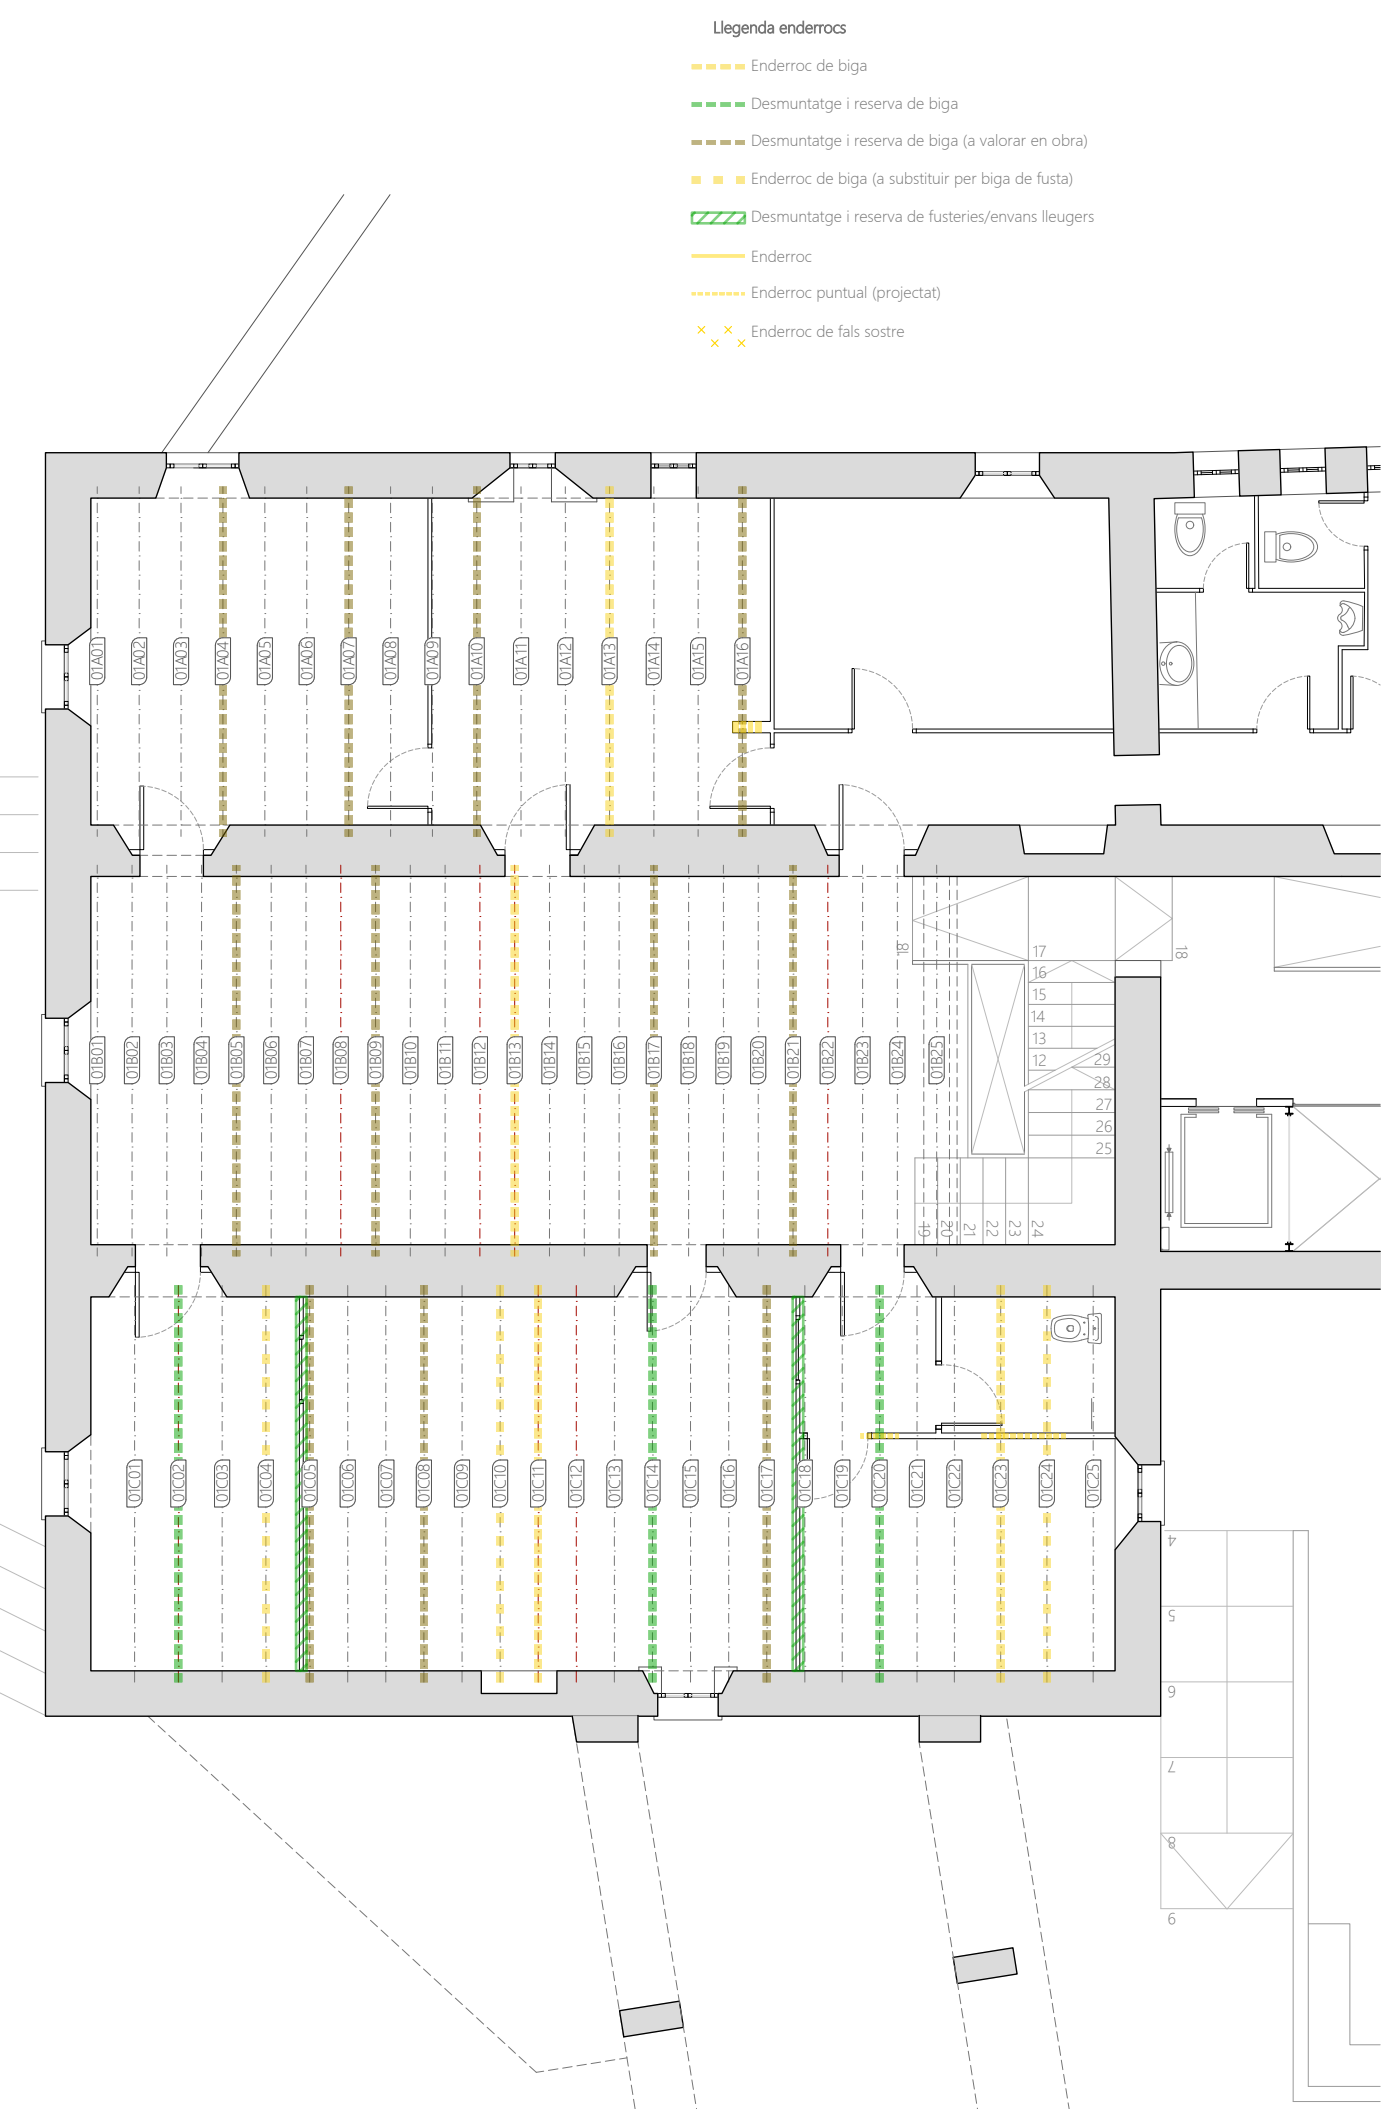 Llegenda enderrocs
Enderroc de biga
Desmuntatge i reserva de biga
Desmuntatge i reserva de biga (a valorar en obra)
Enderroc de biga (a substituir per biga de fusta)
Desmuntatge i reserva de fusteries/envans lleugers
Enderroc
Enderroc puntual (projectat)
Enderroc de fals sostre
01A01 01A02 01A03 01A04 01A05 01A06 01A07 01A08 01A09 01A10 01A11 01A12 01A13 01A14 01A15 01A16
18 17 18
16
15
14
13
12 29
28
27
26
25
01B01 01B02 01B03 01B04 01B05 01B06 01B07 01B08 01B09 01B10 01B11 01B12 01B13 01B14 01B15 01B16 01B17 01B18 01B19 01B20 01B21 01B22 01B23 01B24 01B25
19 20 21 22 23 24
01C01 01C02 01C03 01C04 01C05 01C06 01C07 01C08 01C09 01C10 01C11 01C12 01C13 01C14 01C15 01C16 01C17 01C18 01C19 01C20 01C21 01C22 01C23 01C24 01C25
4
5
6
7
8
9